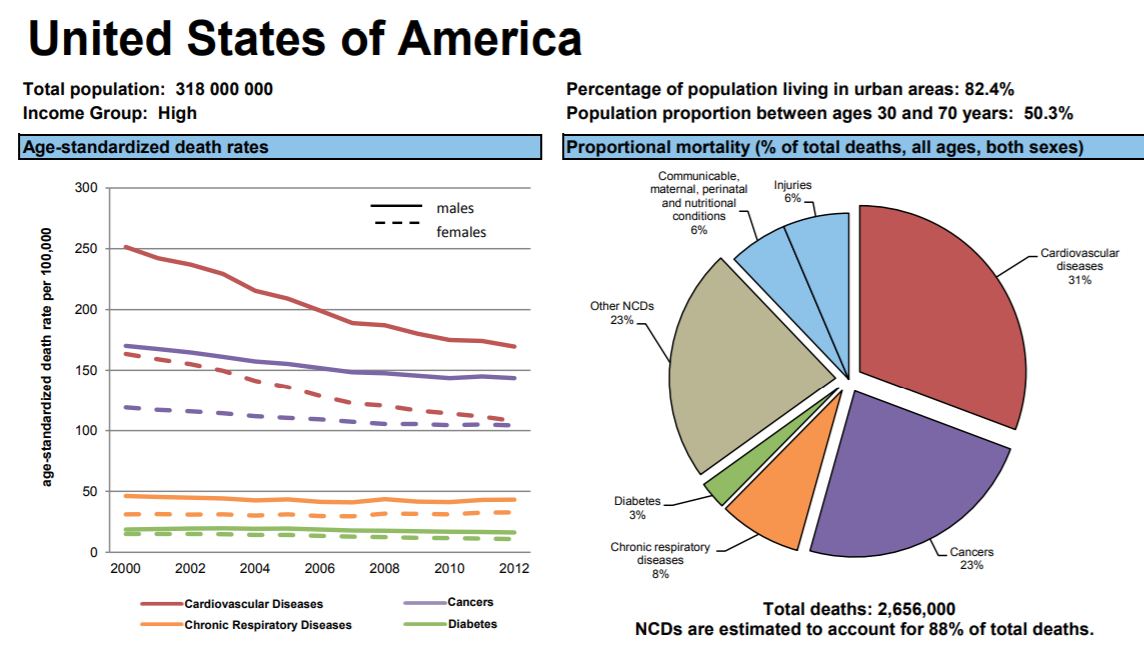 United States of America
Total population: 318 000 000
Income Group: High
Percentage of population living in urban areas: 82.4%
Population proportion between ages 30 and 70 years: 50.3%
Age-standardized death rates
age-standardized death rate per 100,000
300
250
200
150
100
50
0
males
females
2000
2002
2004
2006
2008
2010
2012
Cardiovascular Diseases
Cancers
Chronic Respiratory Diseases
Diabetes
Proportional mortality (% of total deaths, all ages, both sexes)
Communicable,
maternal, perinatal
and nutritional
conditions
6%
Injuries
6%
Cardiovascular
diseases
31%
Other NCDs
23%
Diabetes
3%
Chronic respiratory
diseases
8%
Cancers
23%
Total deaths: 2,656,000
NCDs are estimated to account for 88% of total deaths.